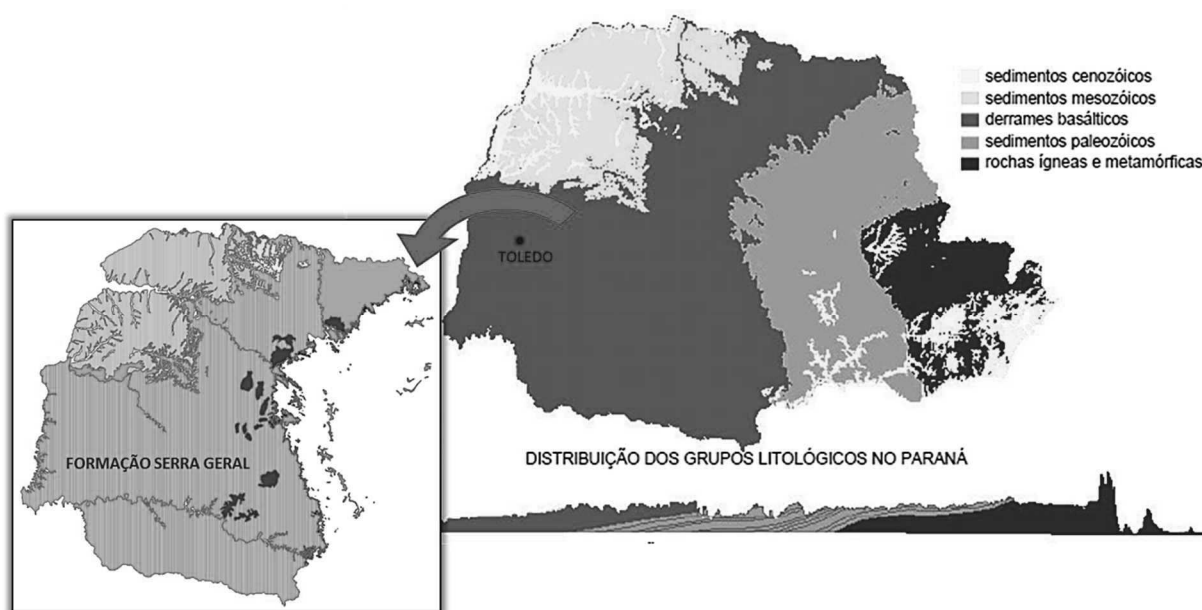 sedimentos cenozóicos
sedimentos mesozóicos
derrames basálticos
sedimentos paleozóicos
rochas ígneas e metamórficas
TOLEDO
FORMAÇÃO SERRA GERAL
DISTRIBUIÇÃO DOS GRUPOS LITOLÓGICOS NO PARANÁ